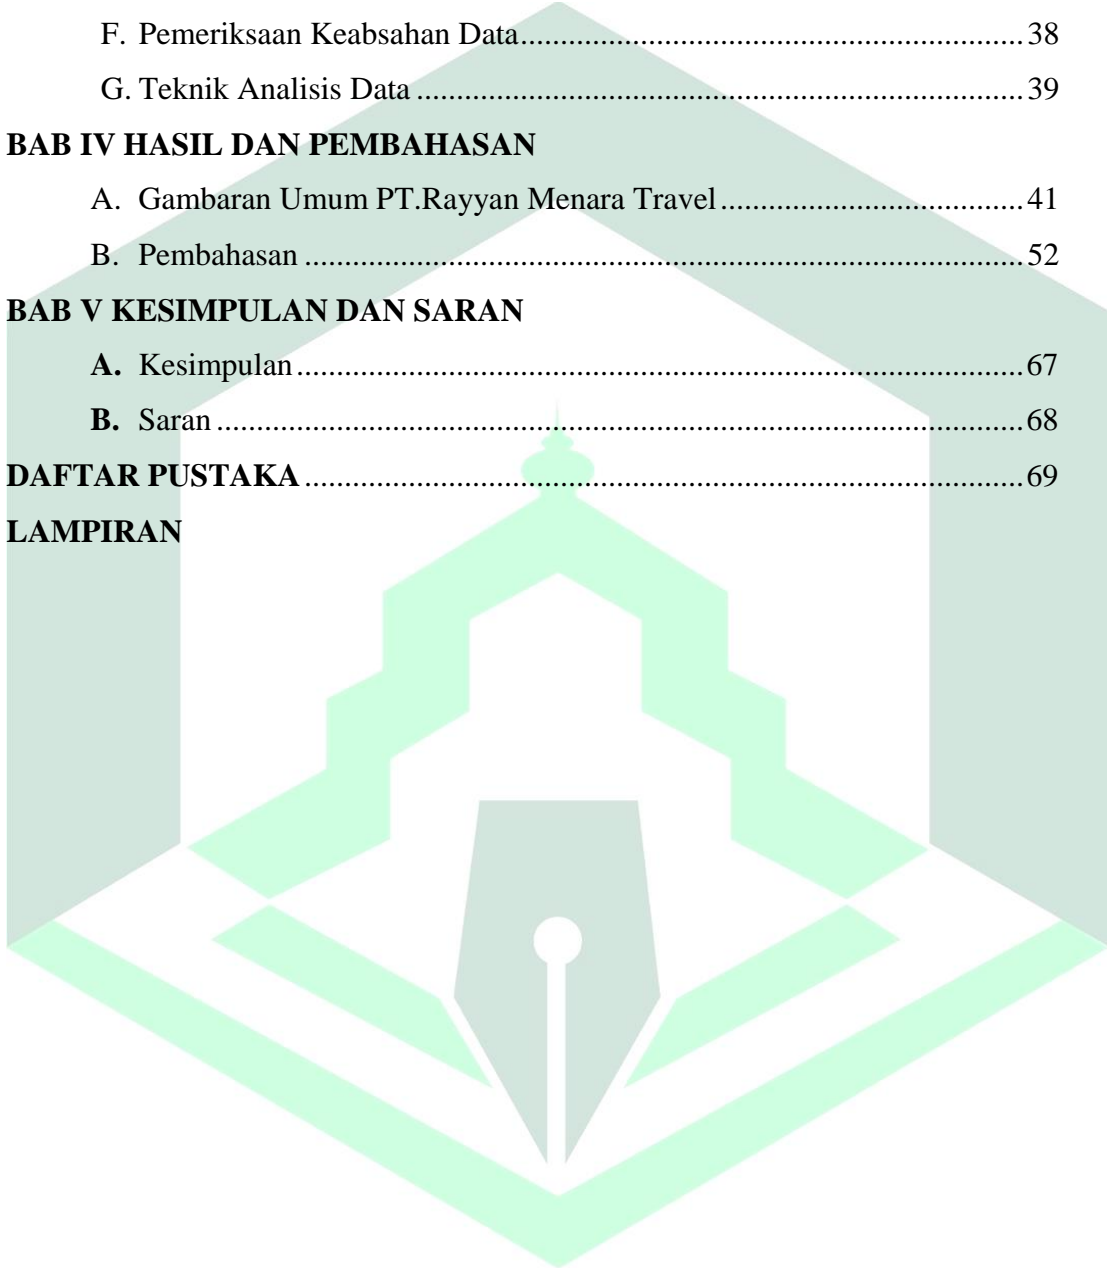 F. Pemeriksaan Keabsahan Data........................................................................38
G. Teknik Analisis Data....................................................................................39
BAB IV HASIL DAN PEMBAHASAN
A. Gambaran Umum PT.Rayyan Menara Travel..........................................41
B. Pembahasan...................................................................................................52
BAB V KESIMPULAN DAN SARAN
A. Kesimpulan....................................................................................................67
B. Saran...............................................................................................................68
DAFTAR PUSTAKA...................................................................................................69
LAMPIRAN